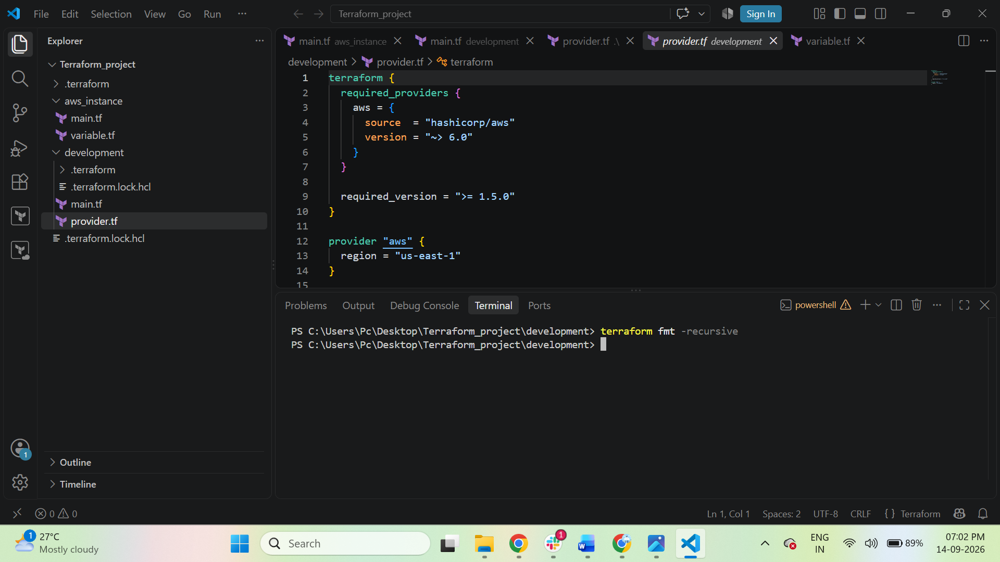 File Edit Selection View Go Run ···
Terraform_project
Sign In
Explorer
Terraform_project
.terraform
aws_instance
main.tf
variable.tf
development
.terraform
.terraform.lock.hcl
main.tf
provider.tf
.terraform.lock.hcl
Outline
Timeline
1
main.tf aws_instance
main.tf development
provider.tf .\
provider.tf development
variable.tf
development > provider.tf > terraform
1 terraform {
2 required_providers {
3 aws = {
4 source  = "hashicorp/aws"
5 version = "~> 6.0"
6 }
7 }
8
9 required_version = ">= 1.5.0"
10 }
11
12 provider "aws" {
13 region = "us-east-1"
14 }
15
Problems Output Debug Console Terminal Ports
powershell
PS C:\Users\Pc\Desktop\Terraform_project\development> terraform fmt -recursive
PS C:\Users\Pc\Desktop\Terraform_project\development>
0 0
Ln 1, Col 1 Spaces: 2 UTF-8 CRLF { } Terraform
1
27°C
Mostly cloudy
Search
1
W
ENG
IN
89%
07:02 PM
14-09-2026